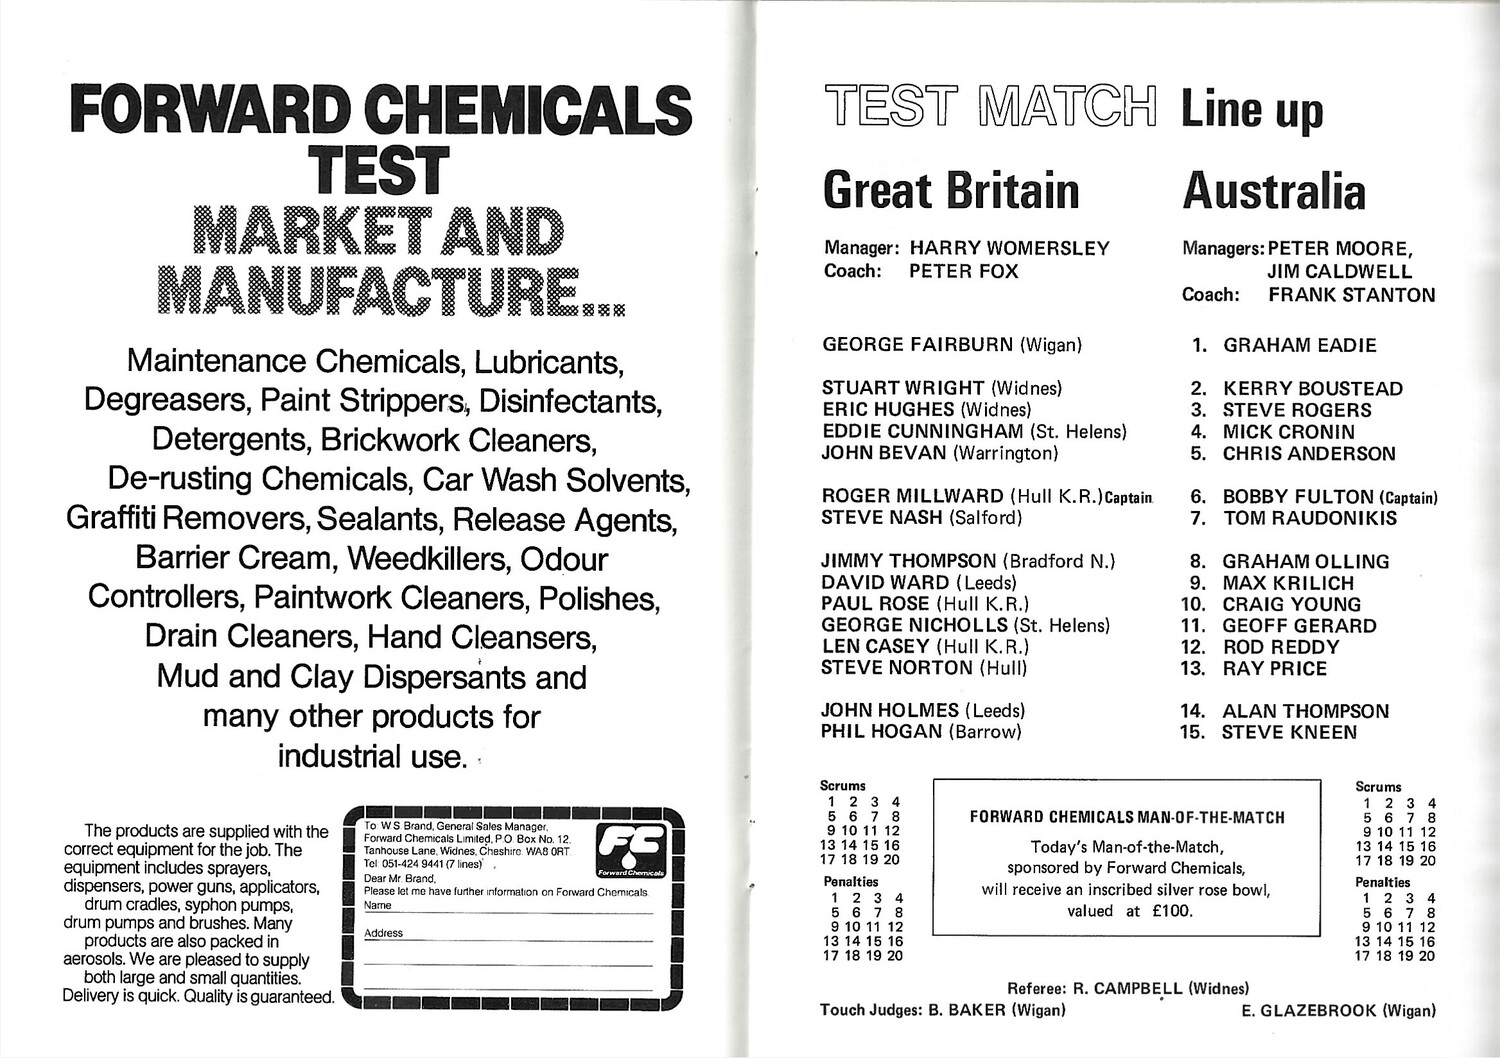 FORWARD CHEMICALS
TEST
MARKET AND
MANUFACTURE...
Maintenance Chemicals, Lubricants,
Degreasers, Paint Strippers, Disinfectants,
Detergents, Brickwork Cleaners,
De-rusting Chemicals, Car Wash Solvents,
Graffiti Removers, Sealants, Release Agents,
Barrier Cream, Weedkillers, Odour
Controllers, Paintwork Cleaners, Polishes,
Drain Cleaners, Hand Cleansers,
Mud and Clay Dispersants and
many other products for
industrial use.
The products are supplied with the
correct equipment for the job. The
equipment includes sprayers,
dispensers, power guns, applicators,
drum cradles, syphon pumps,
drum pumps and brushes. Many
products are also packed in
aerosols. We are pleased to supply
both large and small quantities.
Delivery is quick. Quality is guaranteed.
To W.S. Brand, General Sales Manager,
Forward Chemicals Limited, P.O. Box No. 12,
Tanhouse Lane, Widnes, Cheshire. WA8 0RT.
Tel: 051-424 9441 (7 lines)
Dear Mr. Brand,
Please let me have further information on Forward Chemicals.
Name
Address
FC
Forward Chemicals
TEST MATCH Line up
Great Britain
Manager: HARRY WOMERSLEY
Coach: PETER FOX
GEORGE FAIRBURN (Wigan)
STUART WRIGHT (Widnes)
ERIC HUGHES (Widnes)
EDDIE CUNNINGHAM (St. Helens)
JOHN BEVAN (Warrington)
ROGER MILLWARD (Hull K.R.) Captain
STEVE NASH (Salford)
JIMMY THOMPSON (Bradford N.)
DAVID WARD (Leeds)
PAUL ROSE (Hull K.R.)
GEORGE NICHOLLS (St. Helens)
LEN CASEY (Hull K.R.)
STEVE NORTON (Hull)
JOHN HOLMES (Leeds)
PHIL HOGAN (Barrow)
Australia
Managers: PETER MOORE,
JIM CALDWELL
Coach: FRANK STANTON
1. GRAHAM EADIE
2. KERRY BOUSTEAD
3. STEVE ROGERS
4. MICK CRONIN
5. CHRIS ANDERSON
6. BOBBY FULTON (Captain)
7. TOM RAUDONIKIS
8. GRAHAM OLLING
9. MAX KRILICH
10. CRAIG YOUNG
11. GEOFF GERARD
12. ROD REDDY
13. RAY PRICE
14. ALAN THOMPSON
15. STEVE KNEEN
Scrums
1 2 3 4
5 6 7 8
9 10 11 12
13 14 15 16
17 18 19 20
Penalties
1 2 3 4
5 6 7 8
9 10 11 12
13 14 15 16
17 18 19 20
FORWARD CHEMICALS MAN-OF-THE-MATCH
Today's Man-of-the-Match,
sponsored by Forward Chemicals,
will receive an inscribed silver rose bowl,
valued at £100.
Scrums
1 2 3 4
5 6 7 8
9 10 11 12
13 14 15 16
17 18 19 20
Penalties
1 2 3 4
5 6 7 8
9 10 11 12
13 14 15 16
17 18 19 20
Referee: R. CAMPBELL (Widnes)
Touch Judges: B. BAKER (Wigan) E. GLAZEBROOK (Wigan)